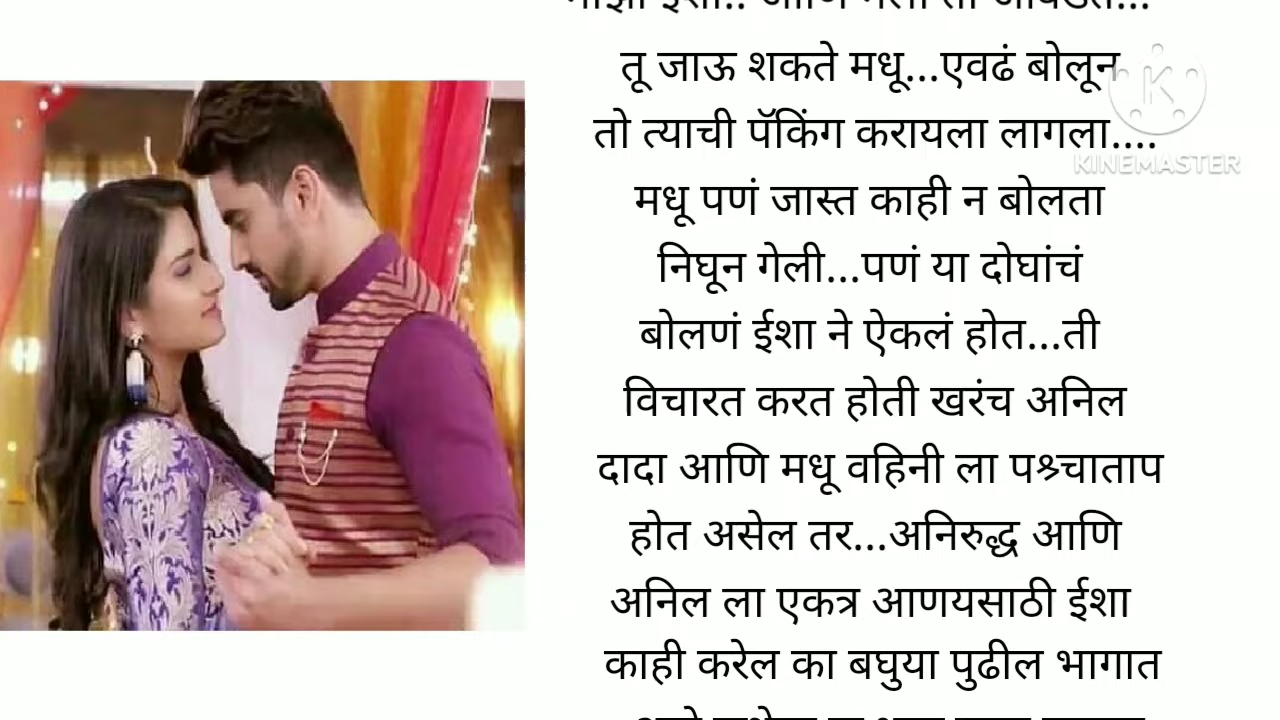 तू जाऊ शकते मधू...एवढं बोलून
तो त्याची पॅकिंग करायला लागला....
मधू पणं जास्त काही न बोलता
निघून गेली...पणं या दोघांचं
बोलणं ईशा ने ऐकलं होत...ती
विचारत करत होती खरंच अनिल
दादा आणि मधू वहिनी ला पश्र्चाताप
होत असेल तर...अनिरुद्ध आणि
अनिल ला एकत्र आणयसाठी ईशा
काही करेल का बघुया पुढील भागात
KINEMASTER